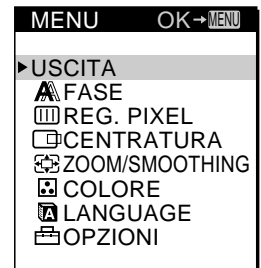 MENU OK→MENU
▶USCITA
FASE
REG. PIXEL
CENTRATURA
ZOOM/SMOOTHING
COLORE
LANGUAGE
OPZIONI